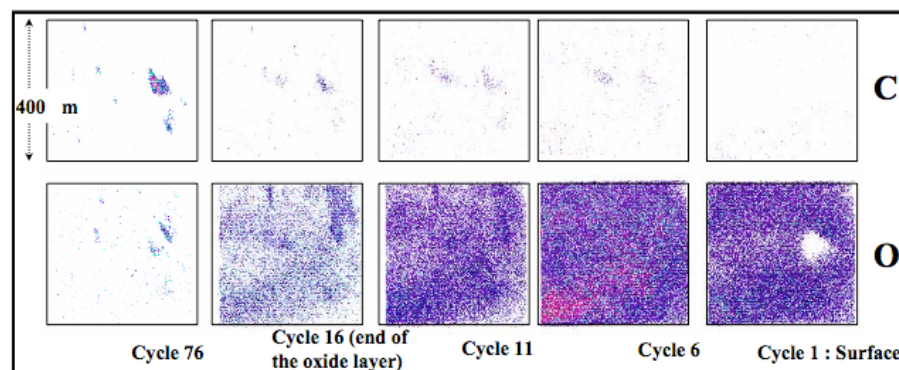 C
400 m
O
Cycle 76
Cycle 16 (end of
the oxide layer)
Cycle 11
Cycle 6
Cycle 1 : Surface